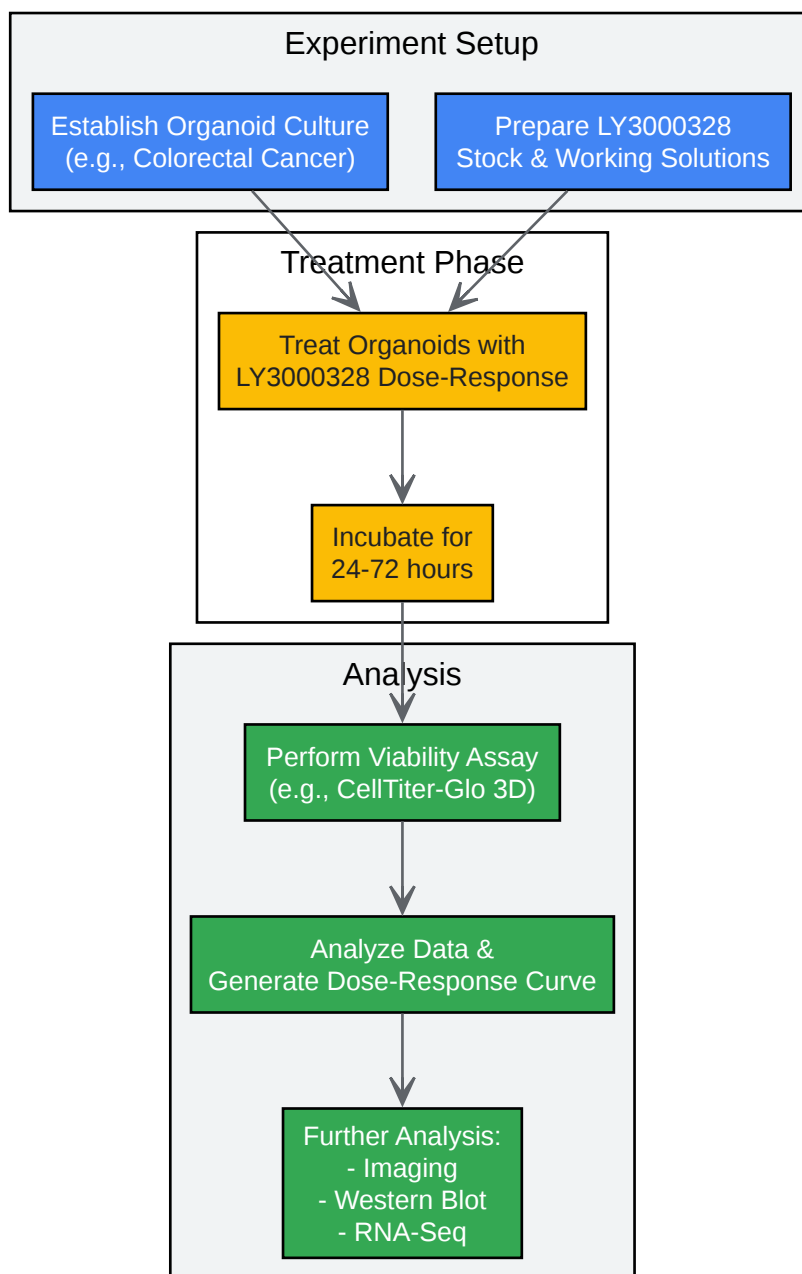 Experiment Setup
Establish Organoid Culture
(e.g., Colorectal Cancer)
Prepare LY3000328
Stock & Working Solutions
Treatment Phase
Treat Organoids with
LY3000328 Dose-Response
Incubate for
24-72 hours
Analysis
Perform Viability Assay
(e.g., CellTiter-Glo 3D)
Analyze Data &
Generate Dose-Response Curve
Further Analysis:
- Imaging
- Western Blot
- RNA-Seq